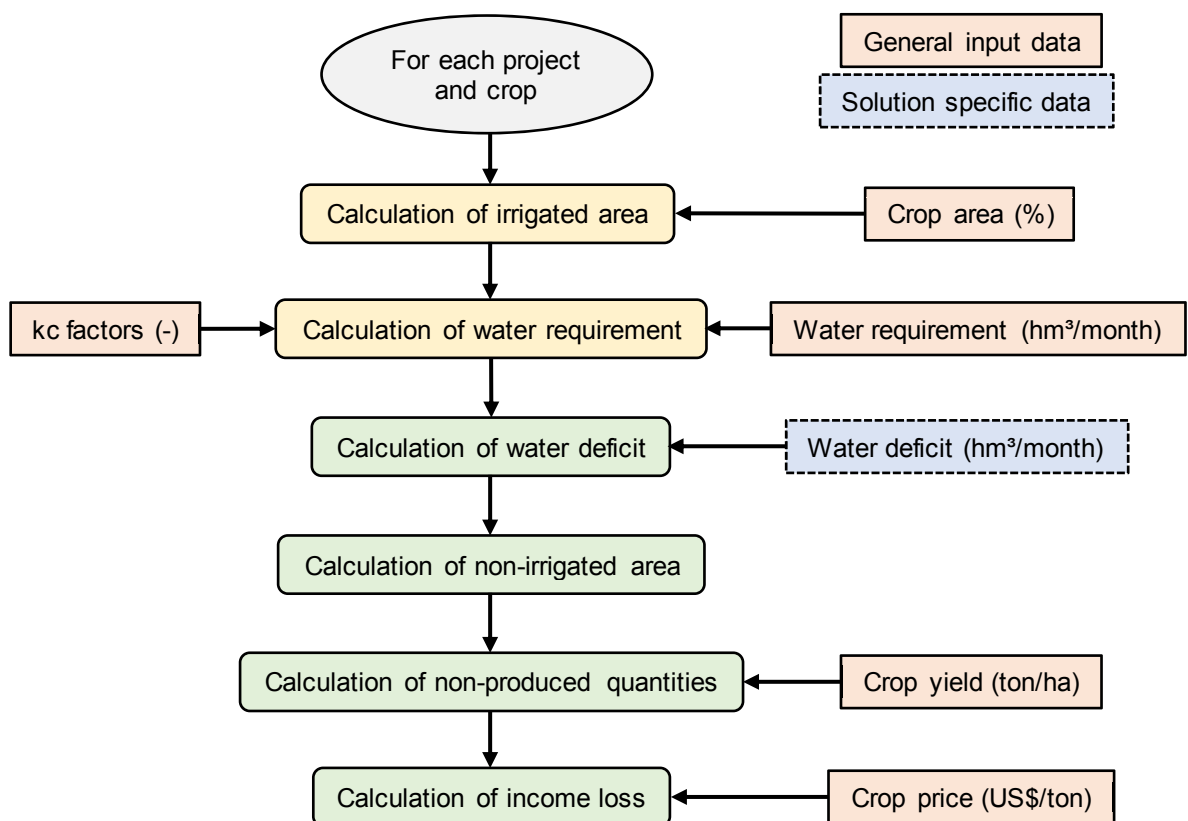 For each project
and crop
General input data
Solution specific data
Calculation of irrigated area
Crop area (%)
kc factors (-)
Calculation of water requirement
Water requirement (hm³/month)
Calculation of water deficit
Water deficit (hm³/month)
Calculation of non-irrigated area
Calculation of non-produced quantities
Crop yield (ton/ha)
Calculation of income loss
Crop price (US$/ton)